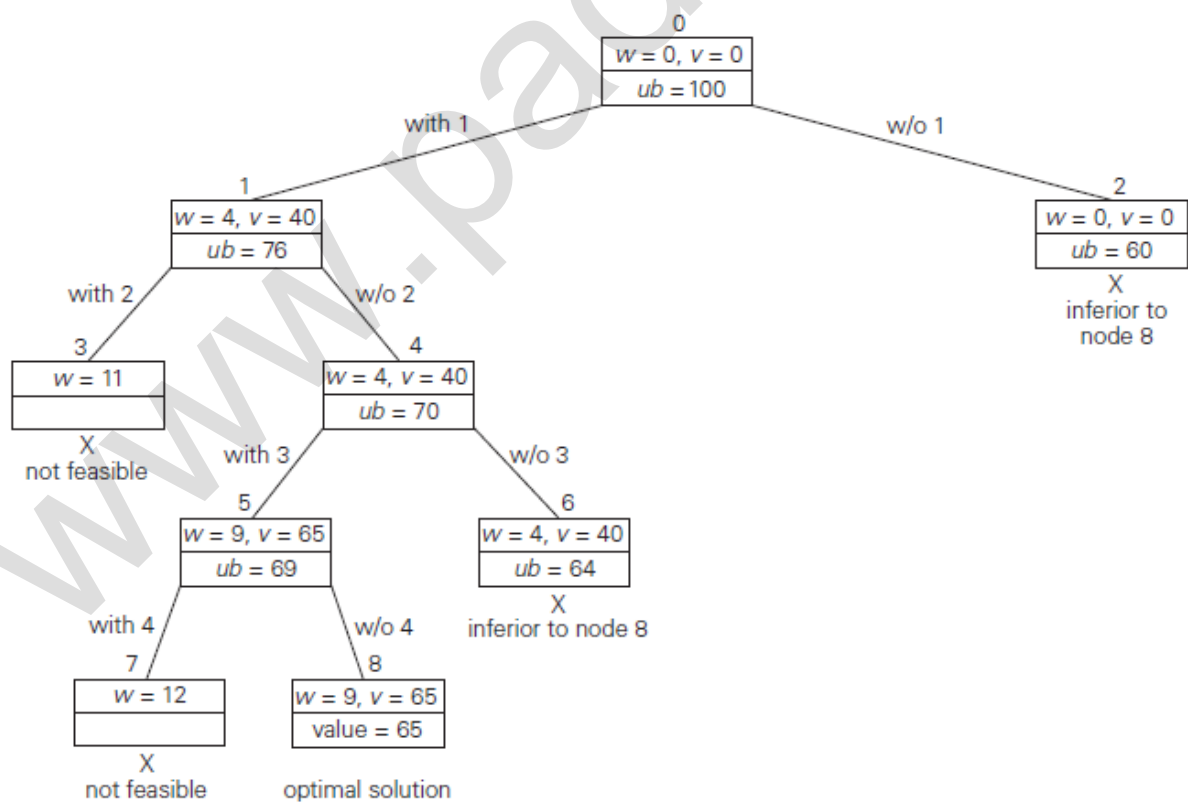 0
w = 0, v = 0
ub = 100
with 1
w/o 1
1
w = 4, v = 40
ub = 76
2
w = 0, v = 0
ub = 60
X
inferior to
node 8
with 2
w/o 2
3
w = 11
X
not feasible
4
w = 4, v = 40
ub = 70
with 3
w/o 3
5
w = 9, v = 65
ub = 69
6
w = 4, v = 40
ub = 64
X
inferior to node 8
with 4
w/o 4
7
w = 12
X
not feasible
8
w = 9, v = 65
value = 65
optimal solution
www.pad